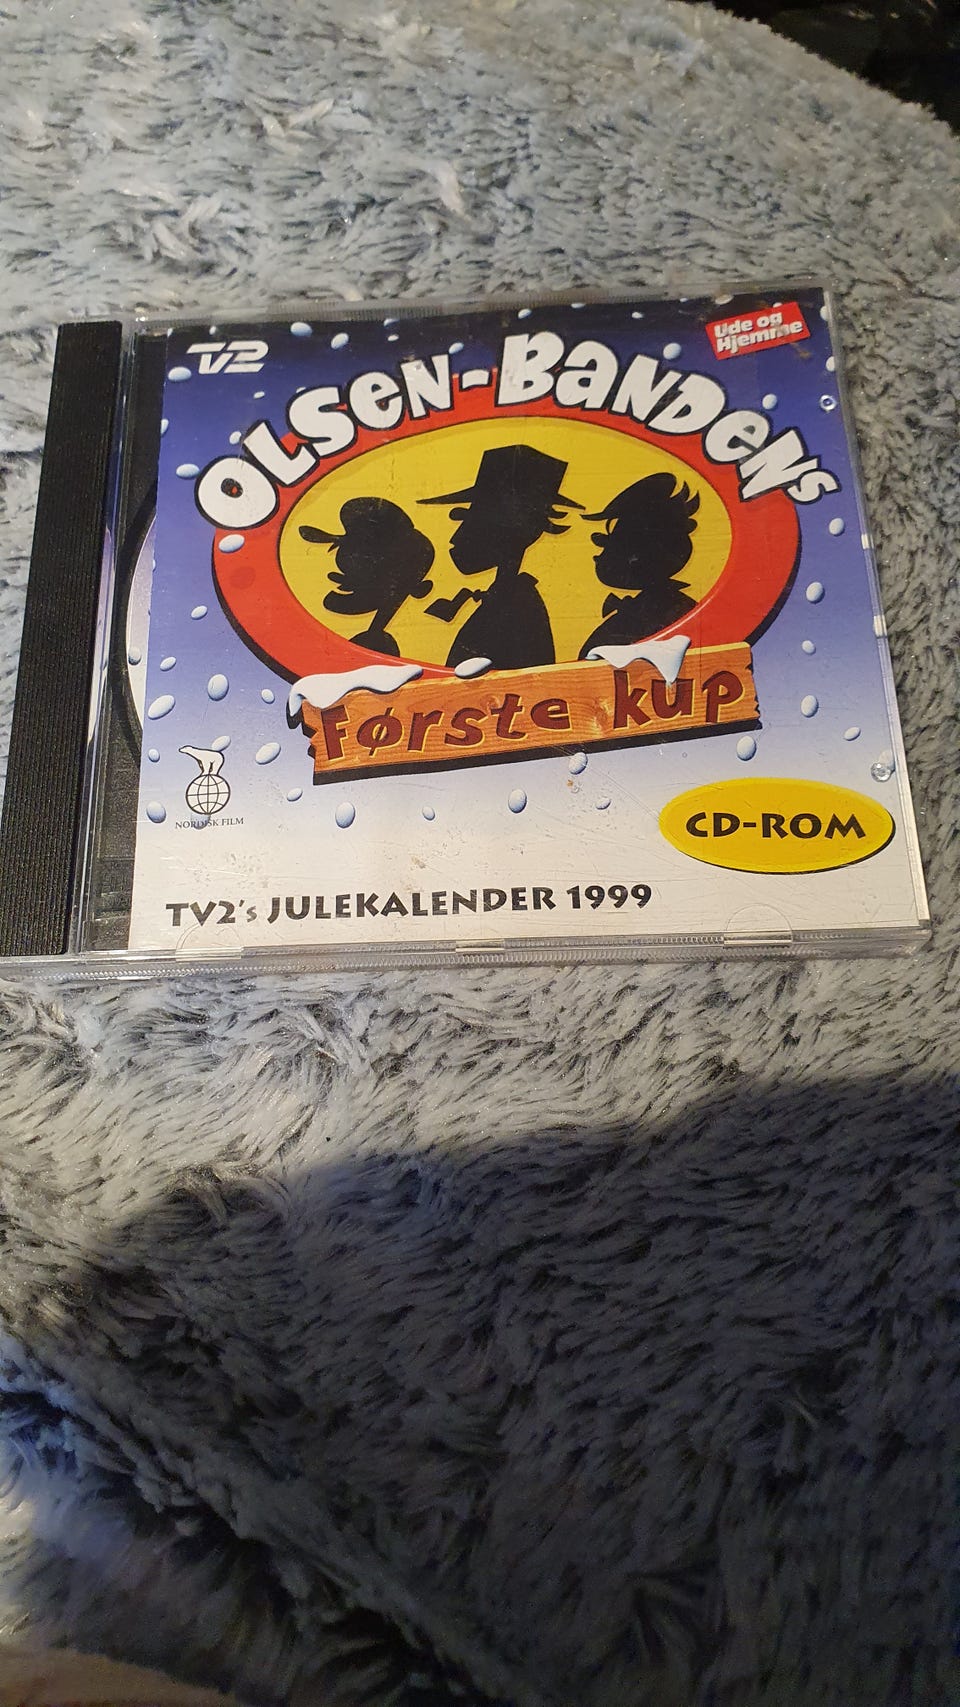 TV2
Ude og
Hjemme
OLSEN-BANDENS
Første kup
NORDISK FILM
CD-ROM
TV2's JULEKALENDER 1999